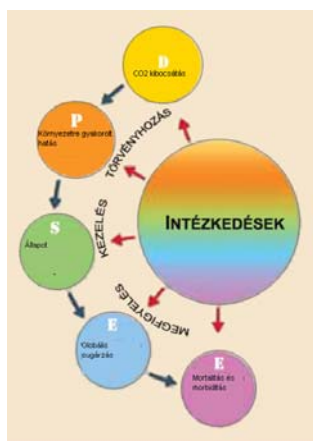 D
CO2 kibocsátás
P
Környezetre gyakorolt
hatás
TÖRVÉNYHOZÁS
S
Állapot
KEZELÉS
INTÉZKEDÉSEK
MEGFIGYELÉS
E
Globális
sugárzás
E
Mortalitás és
morbiditás